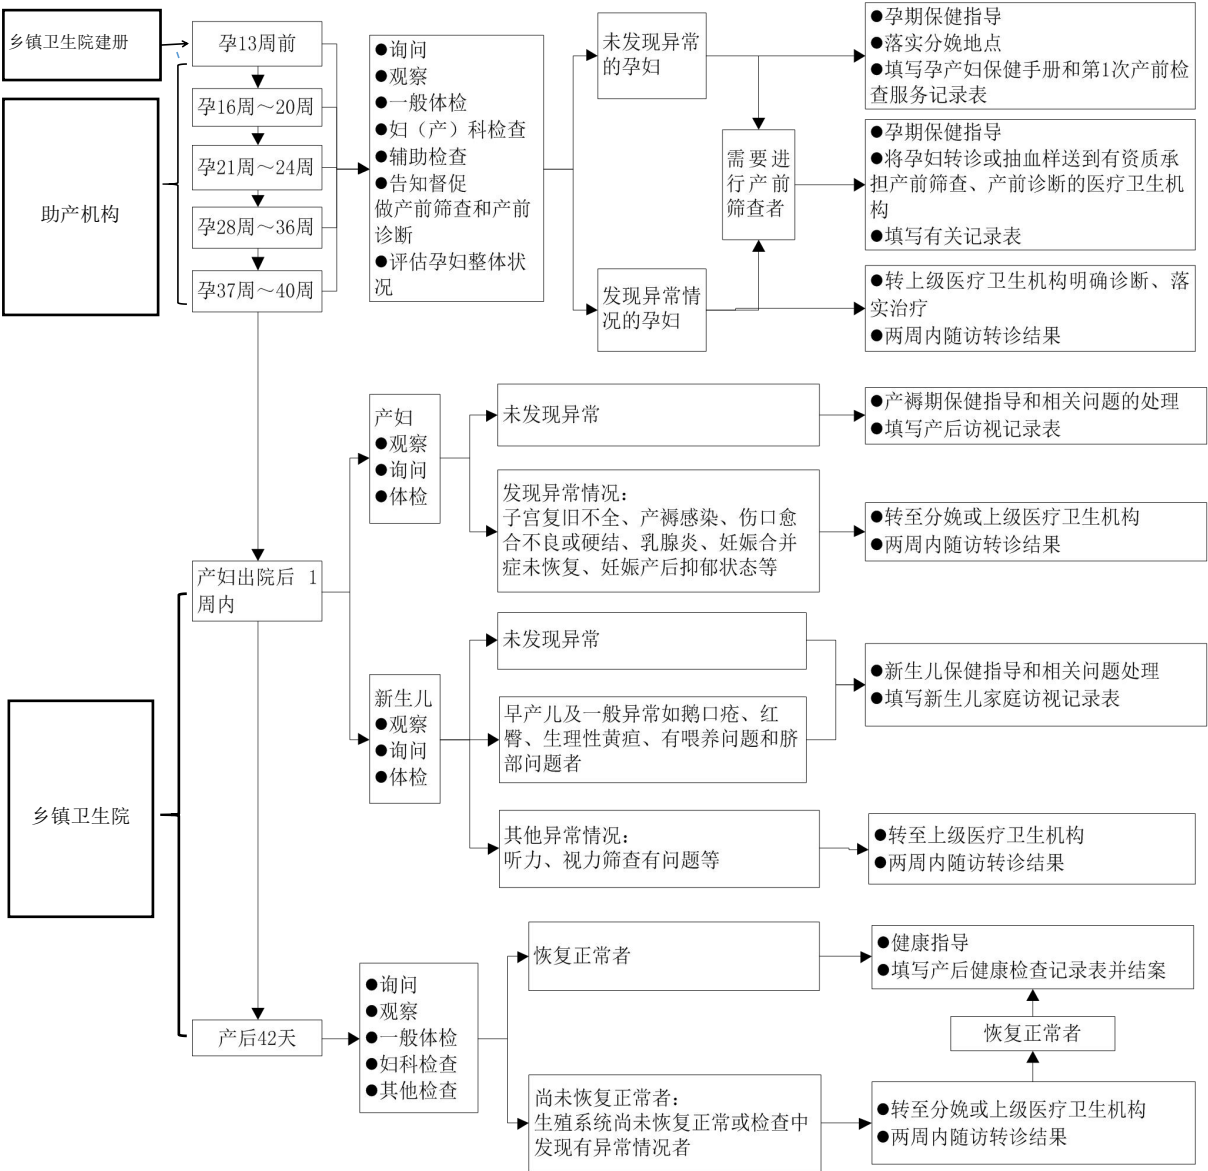 乡镇卫生院建册
助产机构
孕13周前
孕16周～20周
孕21周～24周
孕28周～36周
孕37周～40周
●询问
●观察
●一般体检
●妇（产）科检查
●辅助检查
●告知督促
做产前筛查和产前
诊断
●评估孕妇整体状
况
未发现异常
的孕妇
需要进
行产前
筛查者
发现异常情
况的孕妇
●孕期保健指导
●落实分娩地点
●填写孕产妇保健手册和第1次产前检
查服务记录表
●孕期保健指导
●将孕妇转诊或抽血样送到有资质承
担产前筛查、产前诊断的医疗卫生机
构
●填写有关记录表
●转上级医疗卫生机构明确诊断、落
实治疗
●两周内随访转诊结果
乡镇卫生院
产妇出院后 1
周内
产妇
●观察
●询问
●体检
未发现异常
●产褥期保健指导和相关问题的处理
●填写产后访视记录表
发现异常情况：
子宫复旧不全、产褥感染、伤口愈
合不良或硬结、乳腺炎、妊娠合并
症未恢复、妊娠产后抑郁状态等
●转至分娩或上级医疗卫生机构
●两周内随访转诊结果
新生儿
●观察
●询问
●体检
未发现异常
早产儿及一般异常如鹅口疮、红
臀、生理性黄疸、有喂养问题和脐
部问题者
●新生儿保健指导和相关问题处理
●填写新生儿家庭访视记录表
其他异常情况：
听力、视力筛查有问题等
●转至上级医疗卫生机构
●两周内随访转诊结果
产后42天
●询问
●观察
●一般体检
●妇科检查
●其他检查
恢复正常者
●健康指导
●填写产后健康检查记录表并结案
恢复正常者
尚未恢复正常者：
生殖系统尚未恢复正常或检查中
发现有异常情况者
●转至分娩或上级医疗卫生机构
●两周内随访转诊结果